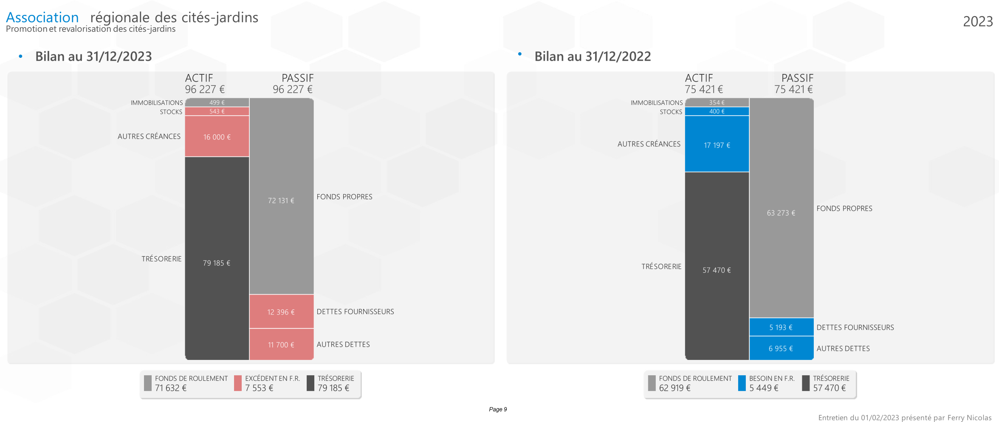 Association régionale des cités-jardins
Promotion et revalorisation des cités-jardins
2023
• Bilan au 31/12/2023
ACTIF PASSIF
96 227 € 96 227 €
IMMOBILISATIONS 499 €
STOCKS 543 €
AUTRES CRÉANCES 16 000 €
72 131 € FONDS PROPRES
TRÉSORERIE 79 185 €
12 396 € DETTES FOURNISSEURS
11 700 € AUTRES DETTES
FONDS DE ROULEMENT EXCÉDENT EN F.R. TRÉSORERIE
71 632 € 7 553 € 79 185 €
• Bilan au 31/12/2022
ACTIF PASSIF
75 421 € 75 421 €
IMMOBILISATIONS 354 €
STOCKS 400 €
AUTRES CRÉANCES 17 197 €
63 273 € FONDS PROPRES
TRÉSORERIE 57 470 €
5 193 € DETTES FOURNISSEURS
6 955 € AUTRES DETTES
FONDS DE ROULEMENT BESOIN EN F.R. TRÉSORERIE
62 919 € 5 449 € 57 470 €
Page 9
Entretien du 01/02/2023 présenté par Ferry Nicolas